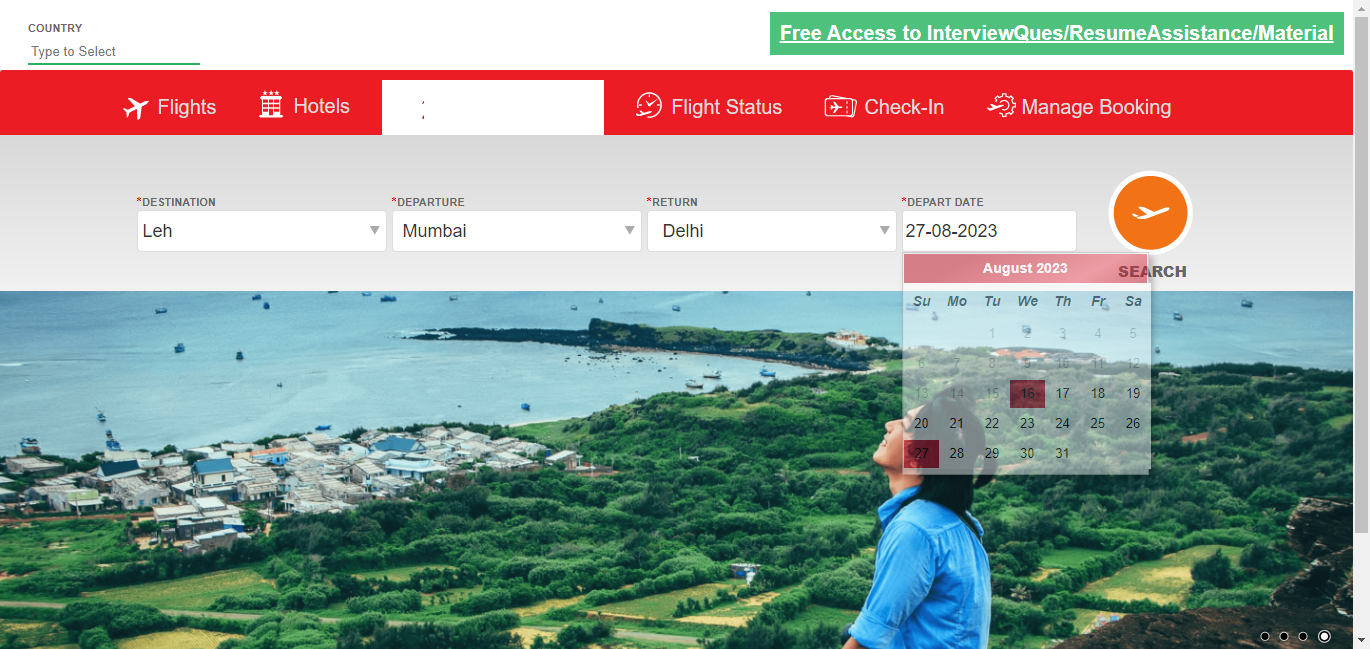 COUNTRY
Type to Select
Free Access to InterviewQues/ResumeAssistance/Material
Flights
Hotels
Flight Status
Check-In
Manage Booking
*DESTINATION
*DEPARTURE
*RETURN
*DEPART DATE
Leh
Mumbai
Delhi
27-08-2023
SEARCH
August 2023
Su Mo Tu We Th Fr Sa
1 2 3 4 5
6 7 8 9 10 11 12
13 14 15 16 17 18 19
20 21 22 23 24 25 26
27 28 29 30 31